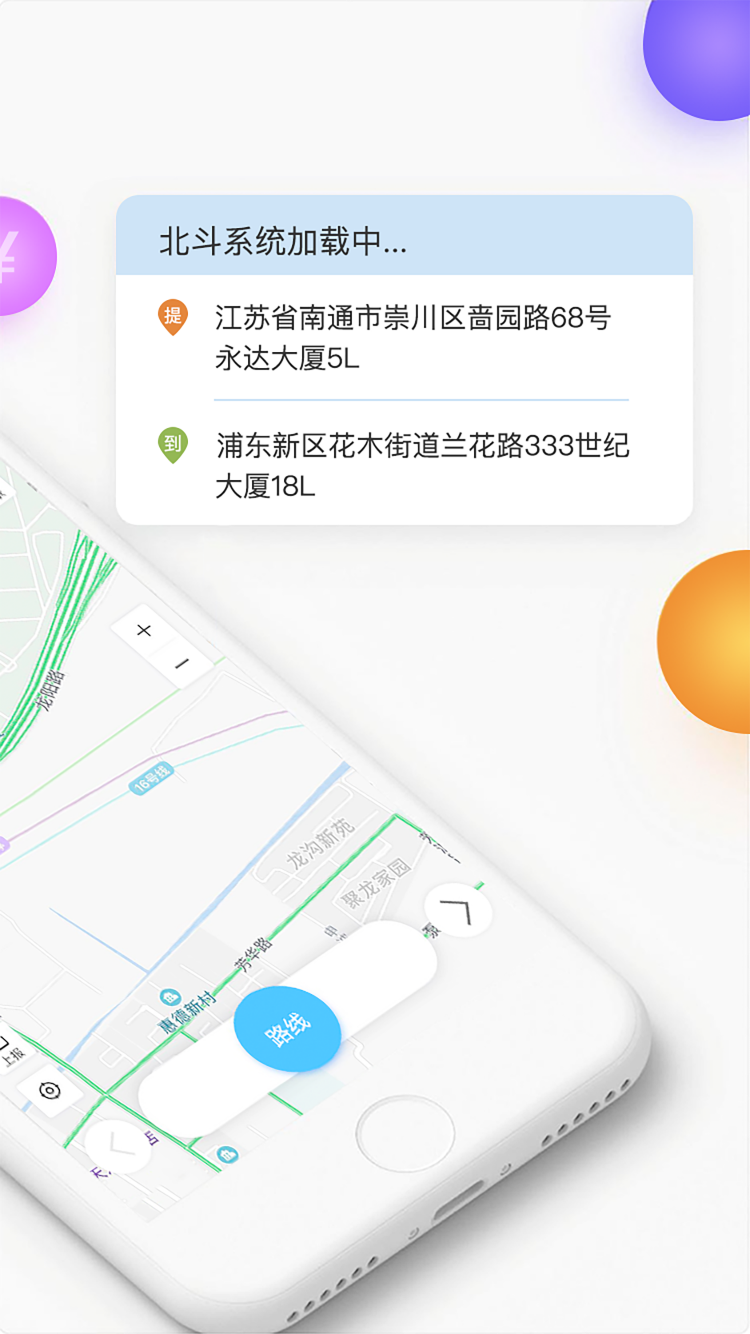 ¥
北斗系统加载中...
提
江苏省南通市崇川区啬园路68号
永达大厦5L
到
浦东新区花木街道兰花路333世纪
大厦18L
+
−
龙阳路
16号线
龙沟新苑
聚龙家园
芳华路
惠德新村
路线
上报